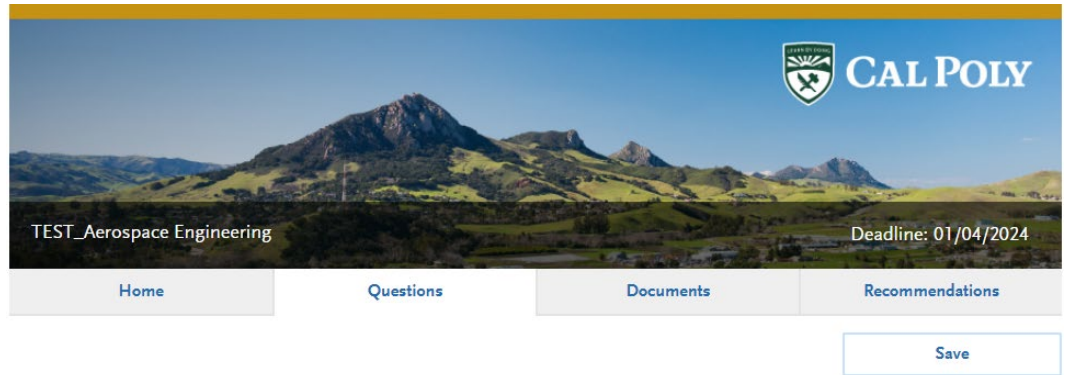 LEARN BY DOING
CAL POLY
TEST_Aerospace Engineering
Deadline: 01/04/2024
Home
Questions
Documents
Recommendations
Save